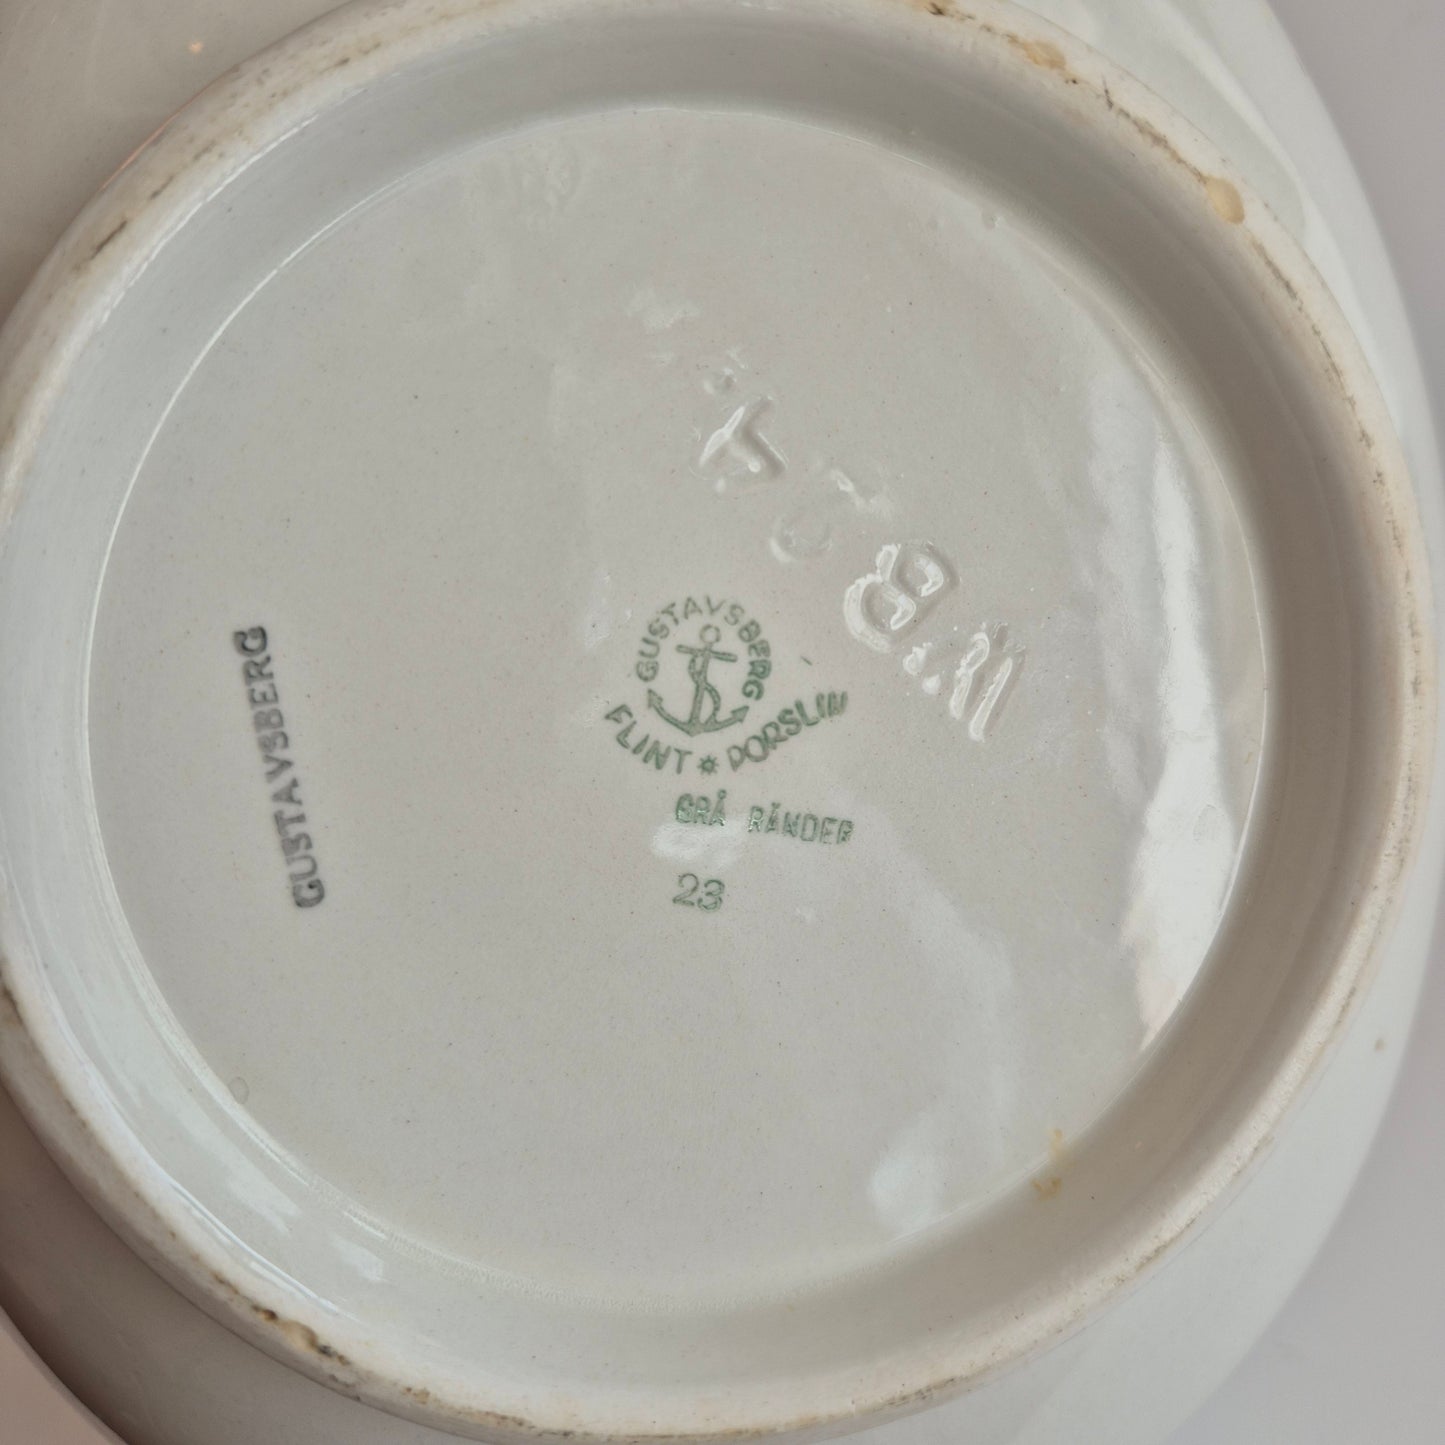 GUSTAVSBERG
GUSTAVSBERG
FLINT * PORSLIN
GRÅ RÄNDER
23